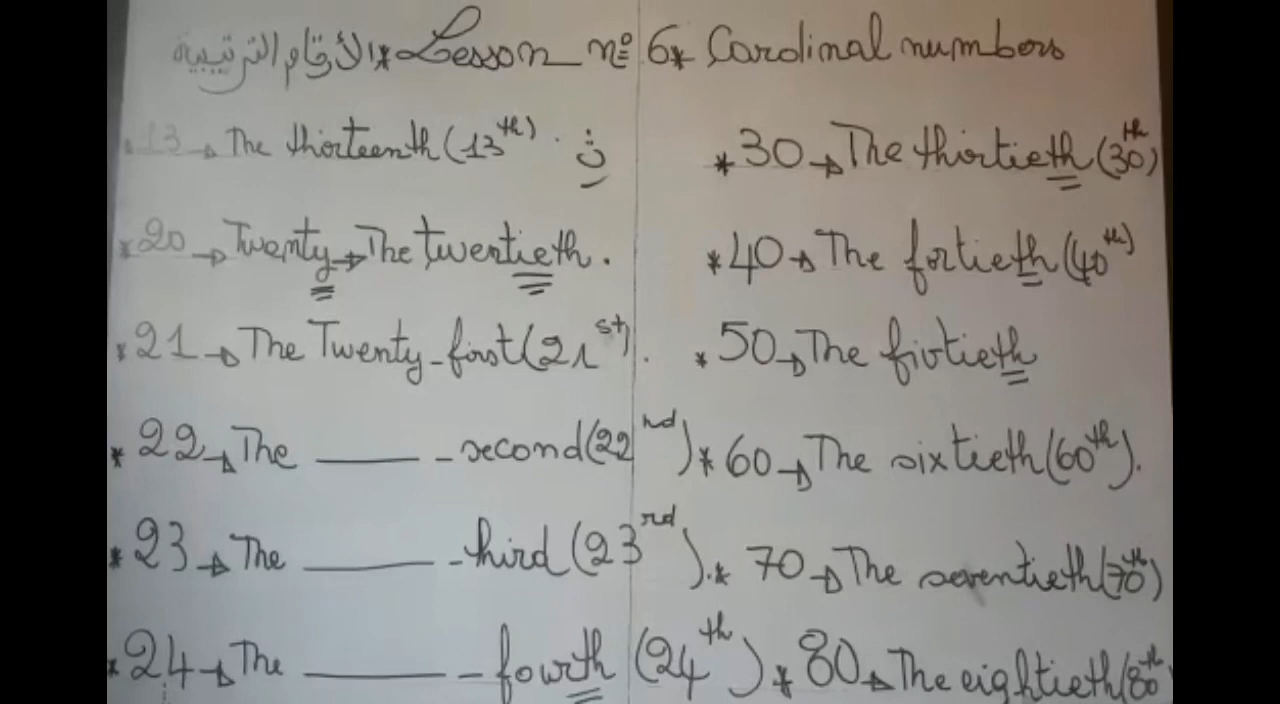 الأرقام الترتيبية * Lesson n° 6 * Cardinal numbers
* 13 → The thirteenth (13th).
* 20 → Twenty → The twentieth.
* 21 → The Twenty-first (21st).
* 22 → The ______ - second (22nd)
* 23 → The ______ - third (23rd).
* 24 → The ______ - fourth (24th)
* 30 → The thirtieth (30th)
* 40 → The fortieth (40th)
* 50 → The fivtieth
* 60 → The sixtieth (60th).
* 70 → The seventieth (70th)
* 80 → The eightieth (80th